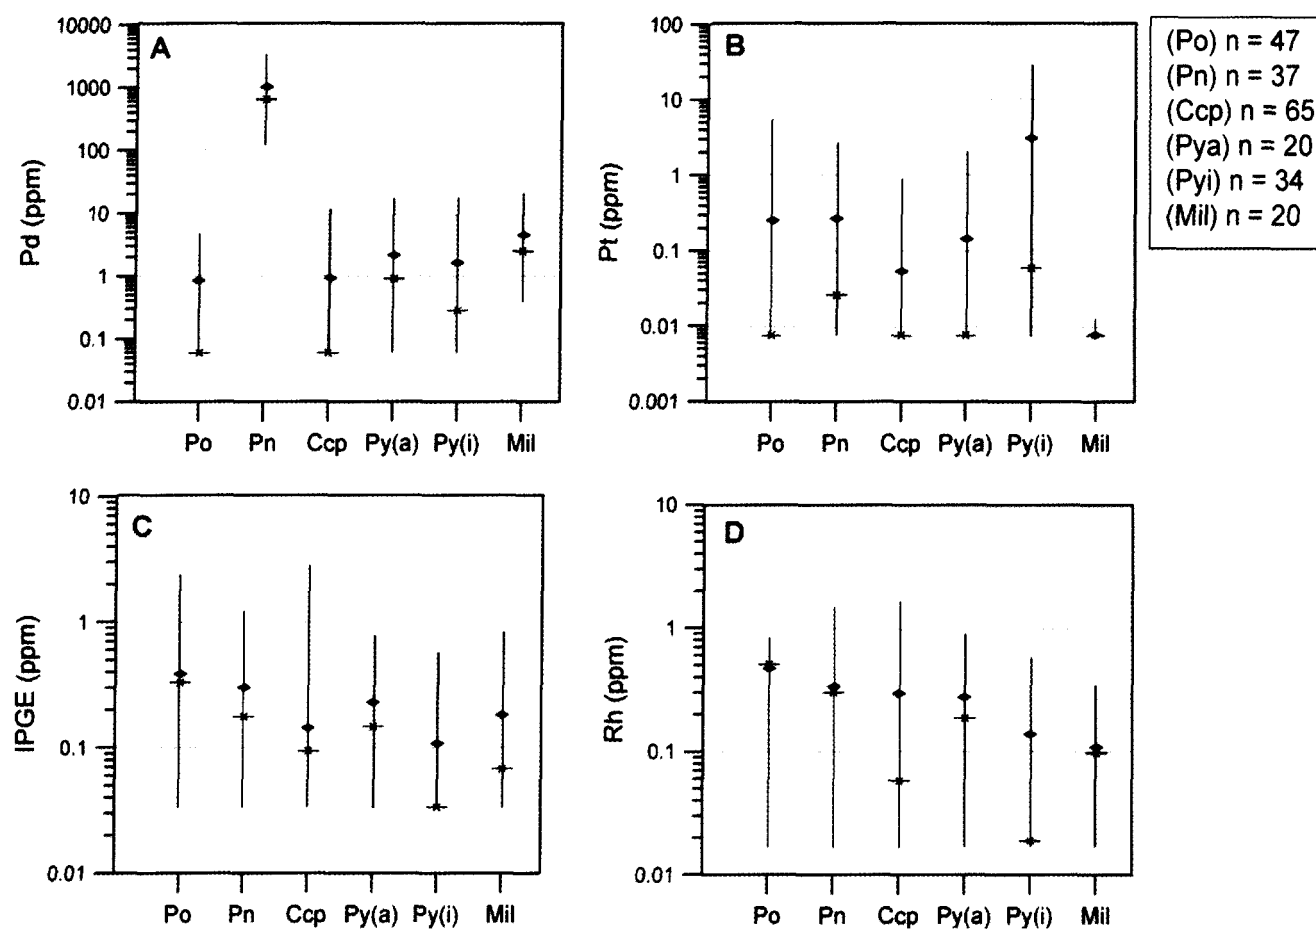 A
10000
1000
100
10
1
0.1
0.01
Pd (ppm)
Po Pn Ccp Py(a) Py(i) Mil
B
100
10
1
0.1
0.01
0.001
Pt (ppm)
Po Pn Ccp Py(a) Py(i) Mil
(Po) n = 47
(Pn) n = 37
(Ccp) n = 65
(Pya) n = 20
(Pyi) n = 34
(Mil) n = 20
C
10
1
0.1
0.01
IPGE (ppm)
Po Pn Ccp Py(a) Py(i) Mil
D
10
1
0.1
0.01
Rh (ppm)
Po Pn Ccp Py(a) Py(i) Mil